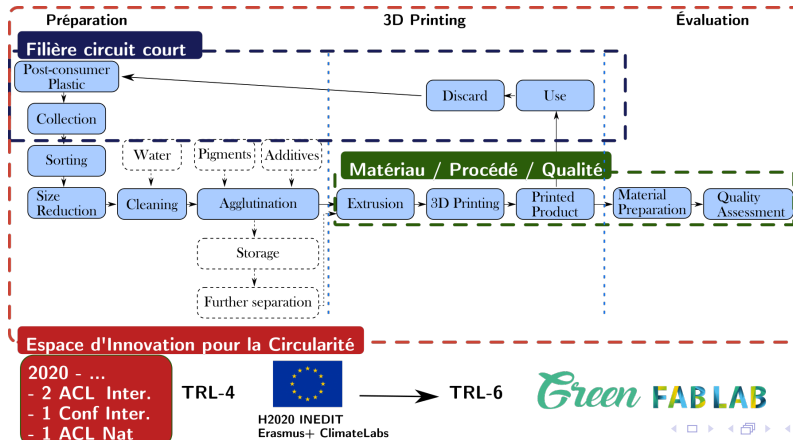 Préparation
3D Printing
Évaluation
Filière circuit court
Post-consumer
Plastic
Discard
Use
Collection
Sorting
Water
Pigments
Additives
Matériau / Procédé / Qualité
Size
Reduction
Cleaning
Agglutination
Extrusion
3D Printing
Printed
Product
Material
Preparation
Quality
Assessment
Storage
Further separation
Espace d'Innovation pour la Circularité
2020 - ...
- 2 ACL Inter.
- 1 Conf Inter.
- 1 ACL Nat
TRL-4
H2020 INEDIT
Erasmus+ ClimateLabs
TRL-6
Green FAB LAB